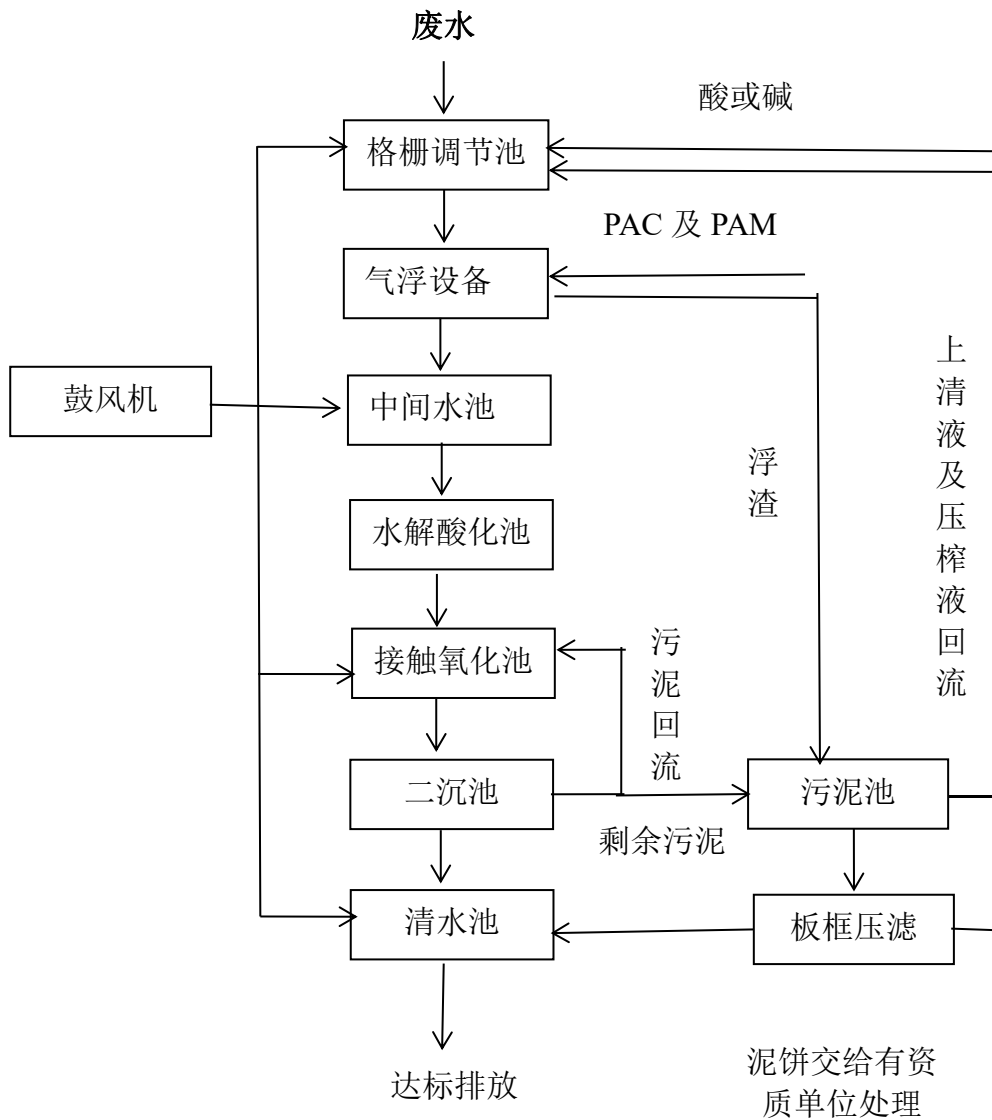 废水
酸或碱
格栅调节池
PAC 及 PAM
气浮设备
鼓风机
中间水池
浮渣
上清液及压榨液回流
水解酸化池
接触氧化池
污泥回流
二沉池
污泥池
剩余污泥
清水池
板框压滤
达标排放
泥饼交给有资
质单位处理